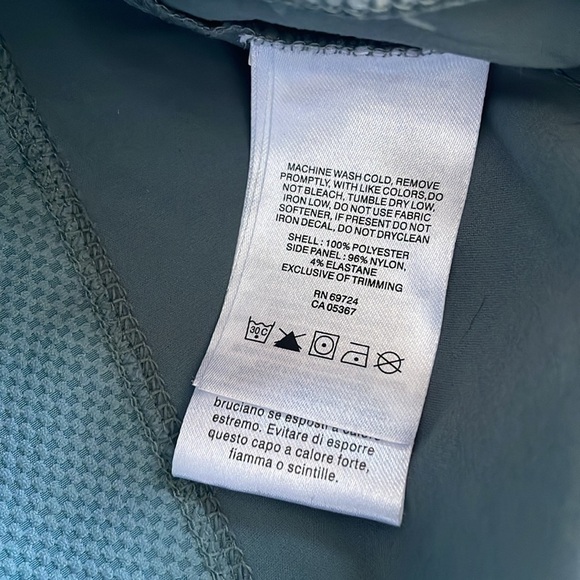 MACHINE WASH COLD, REMOVE
PROMPTLY, WITH LIKE COLORS,DO
NOT BLEACH, TUMBLE DRY LOW,
IRON LOW, DO NOT USE FABRIC
SOFTENER, IF PRESENT DO NOT
IRON DECAL, DO NOT DRYCLEAN
SHELL : 100% POLYESTER
SIDE PANEL : 96% NYLON,
4% ELASTANE
EXCLUSIVE OF TRIMMING
RN 69724
CA 05367
30 C
bruciano se esposti a calore
estremo. Evitare di esporre
questo capo a calore forte,
fiamma o scintille.